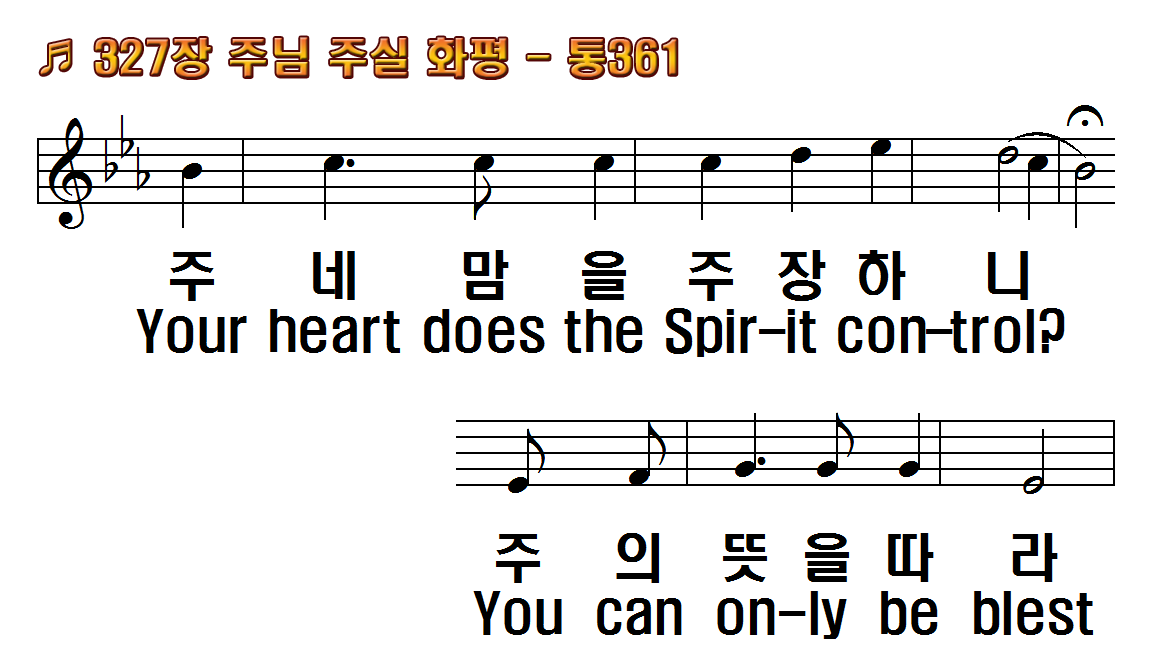 ♬ 327장 주님 주실 화평 - 통361
주 네 맘 을 주 장 하 니
Your heart does the Spir-it con-trol?
주 의 뜻 을 따 라
You can on-ly be blest